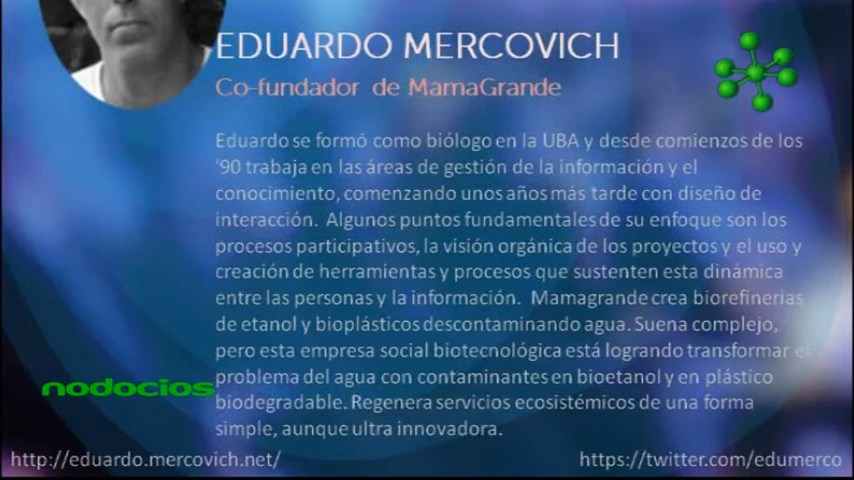 EDUARDO MERCOVICH
Co-fundador de MamaGrande
Eduardo se formó como biólogo en la UBA y desde comienzos de los
'90 trabaja en las áreas de gestión de la información y el
conocimiento, comenzando unos años más tarde con diseño de
interacción. Algunos puntos fundamentales de su enfoque son los
procesos participativos, la visión orgánica de los proyectos y el uso y
creación de herramientas y procesos que sustenten esta dinámica
entre las personas y la información. Mamagrande crea biorefinerias
de etanol y bioplásticos descontaminando agua. Suena complejo,
pero esta empresa social biotecnológica está logrando transformar el
problema del agua con contaminantes en bioetanol y en plástico
biodegradable. Regenera servicios ecosistémicos de una forma
simple, aunque ultra innovadora.
nodocios
http://eduardo.mercovich.net/
https://twitter.com/edumerco